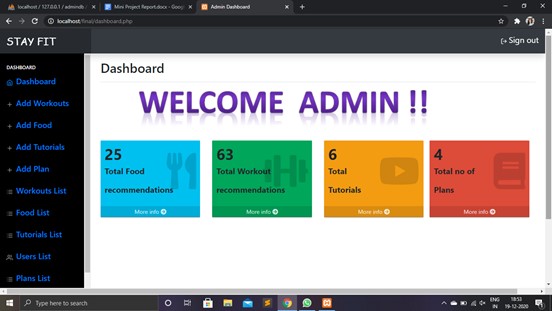 localhost / 127.0.0.1 / admindb
Mini Project Report.docx - Goog
Admin Dashboard
localhost/final/dashboard.php
STAY FIT
Sign out
DASHBOARD
Dashboard
Add Workouts
Add Food
Add Tutorials
Add Plan
Workouts List
Food List
Tutorials List
Users List
Plans List
Dashboard
WELCOME ADMIN !!
25
Total Food
recommendations
More info
63
Total Workout
recommendations
More info
6
Total
Tutorials
More info
4
Total no of
Plans
More info
Type here to search
ENG
IN
18:53
19-12-2020